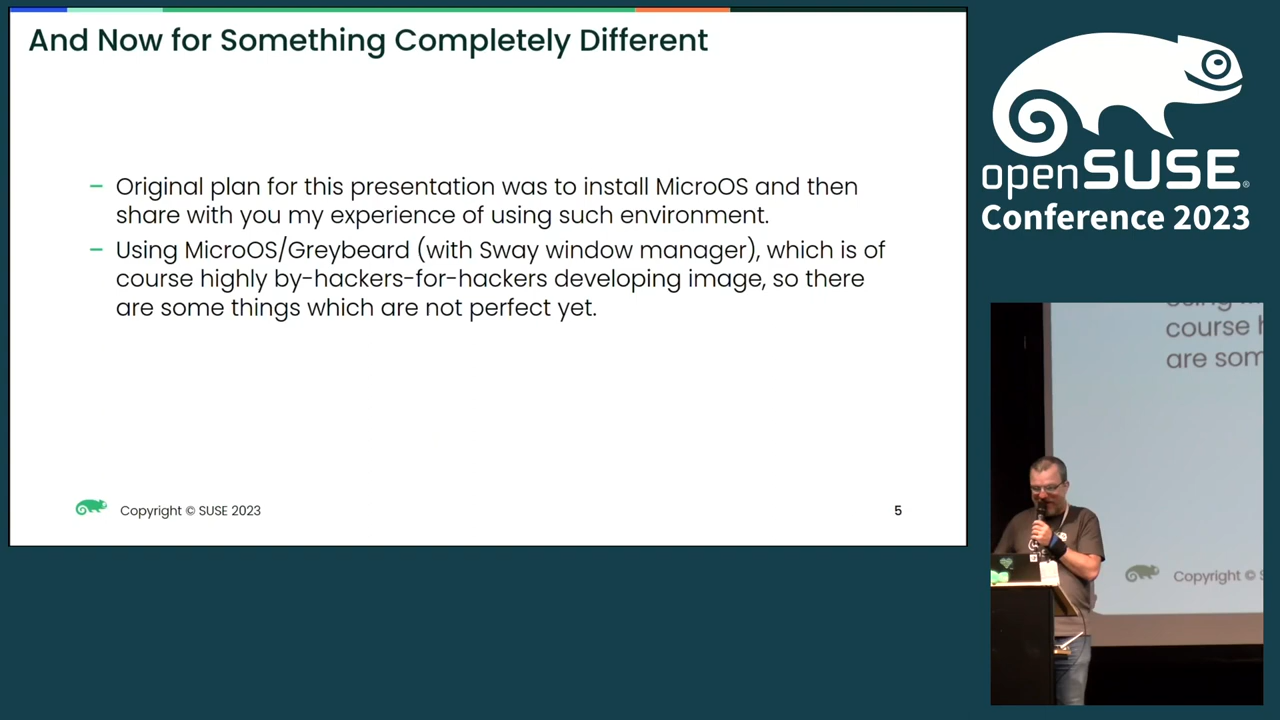 And Now for Something Completely Different
– Original plan for this presentation was to install MicroOS and then
share with you my experience of using such environment.
– Using MicroOS/Greybeard (with Sway window manager), which is of
course highly by-hackers-for-hackers developing image, so there
are some things which are not perfect yet.
Copyright © SUSE 2023
5
openSUSE®
Conference 2023
course
are som
Copyright ©